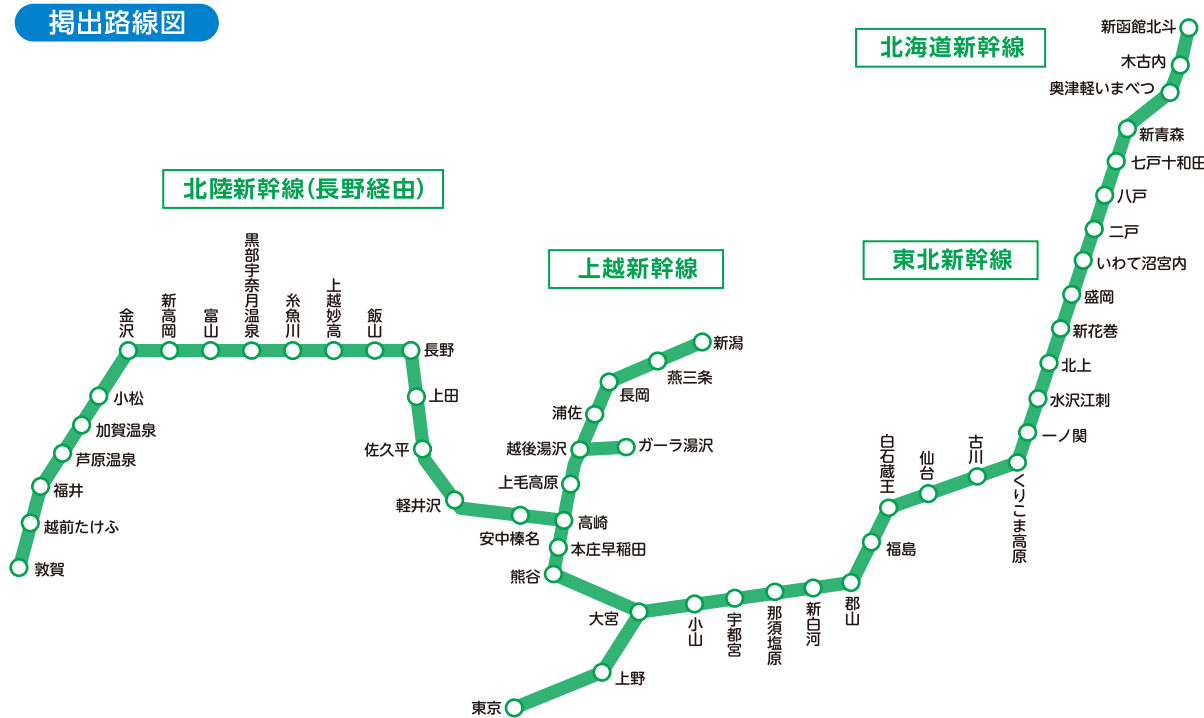 掲出路線図
北海道新幹線
新函館北斗
木古内
奥津軽いまべつ
新青森
七戸十和田
八戸
二戸
いわて沼宮内
盛岡
新花巻
北上
水沢江刺
一ノ関
くりこま高原
古川
仙台
白石蔵王
福島
郡山
新白河
那須塩原
宇都宮
小山
大宮
上野
東京
東北新幹線
上越新幹線
新潟
燕三条
長岡
浦佐
越後湯沢
ガーラ湯沢
上毛高原
高崎
本庄早稲田
熊谷
北陸新幹線(長野経由)
安中榛名
軽井沢
佐久平
上田
長野
飯山
上越妙高
糸魚川
黒部宇奈月温泉
富山
新高岡
金沢
小松
加賀温泉
芦原温泉
福井
越前たけふ
敦賀